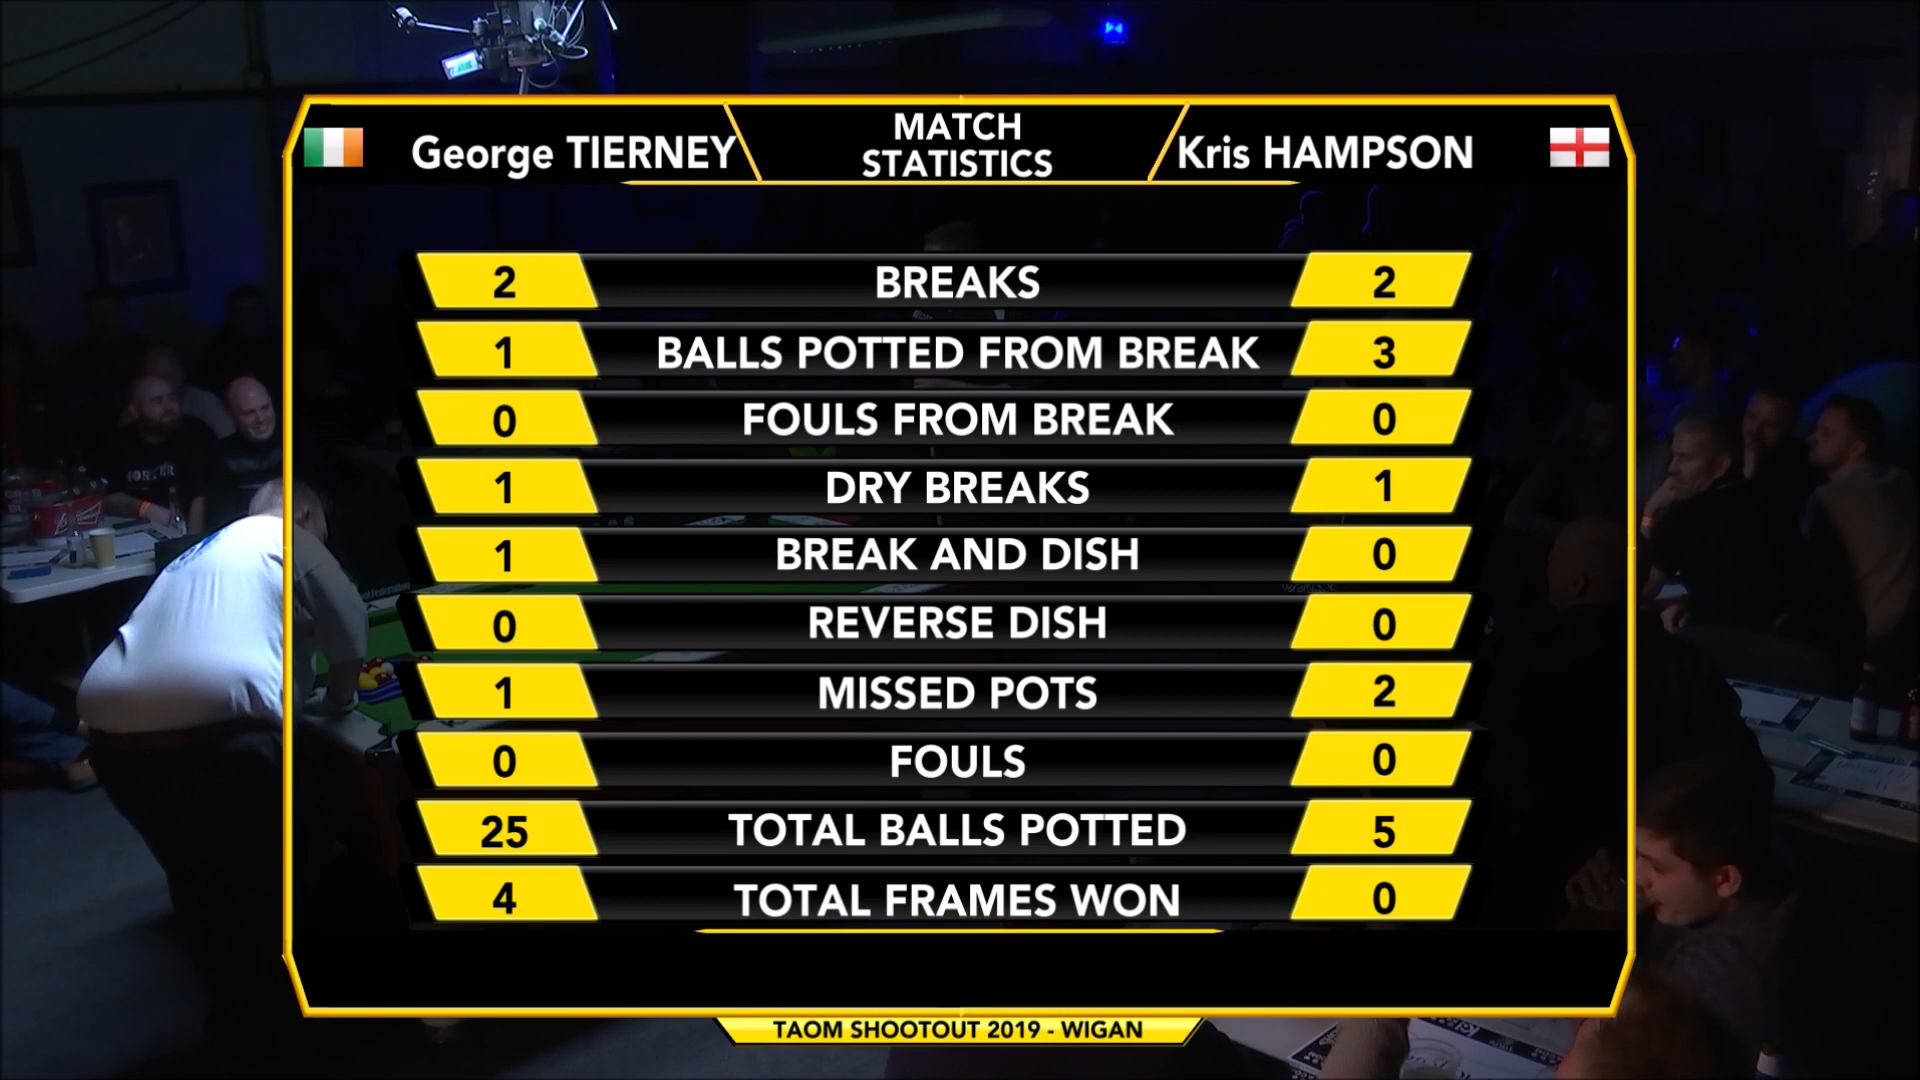 George TIERNEY
MATCH
STATISTICS
Kris HAMPSON
2 BREAKS 2
1 BALLS POTTED FROM BREAK 3
0 FOULS FROM BREAK 0
1 DRY BREAKS 1
1 BREAK AND DISH 0
0 REVERSE DISH 0
1 MISSED POTS 2
0 FOULS 0
25 TOTAL BALLS POTTED 5
4 TOTAL FRAMES WON 0
TAOM SHOOTOUT 2019 - WIGAN